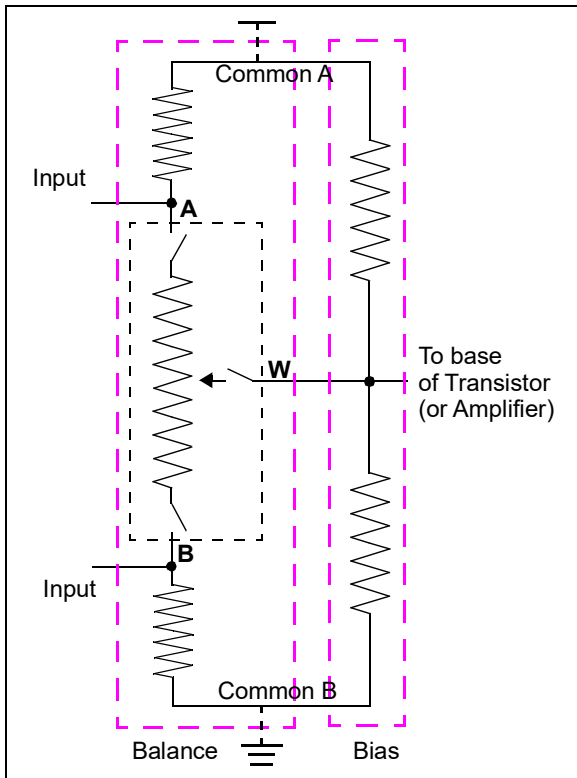 Common A
Input
A
W
To base
of Transistor
(or Amplifier)
B
Input
Common B
Balance
Bias